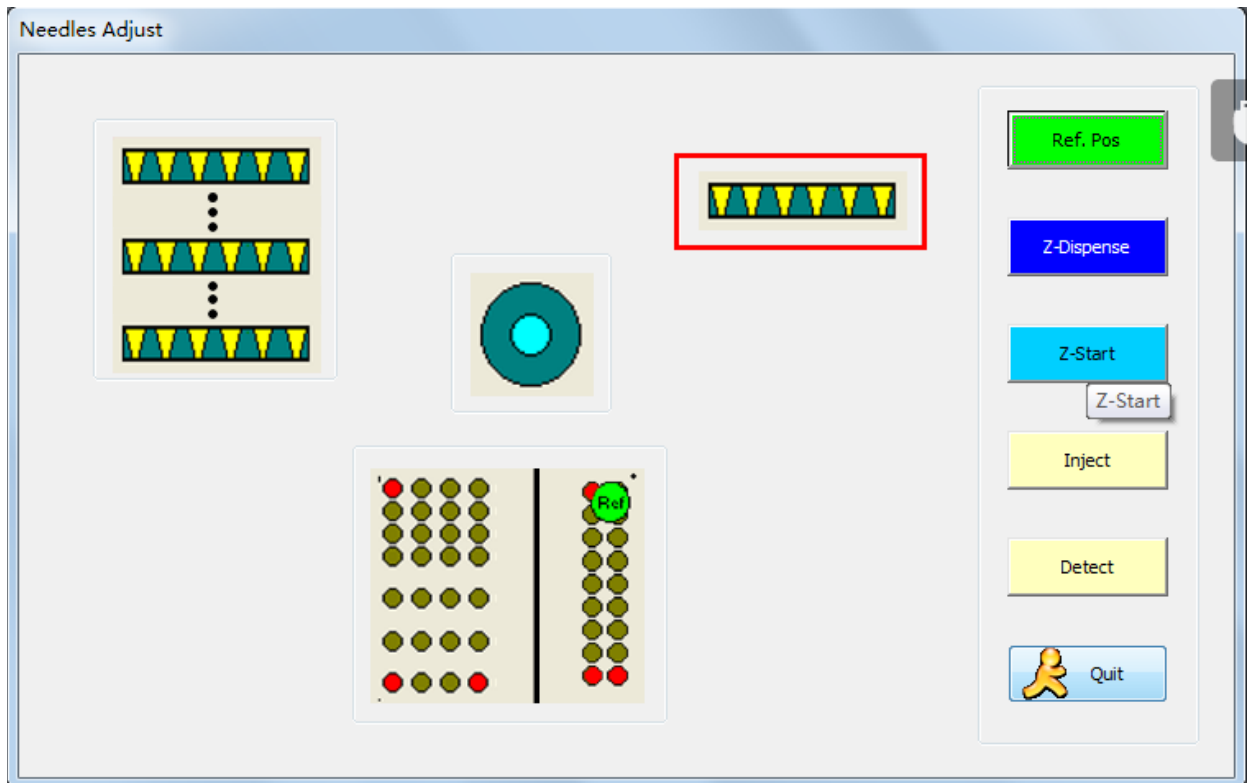 Needles Adjust
Ref. Pos
Z-Dispense
Z-Start
Z-Start
Inject
Ref
Detect
Quit